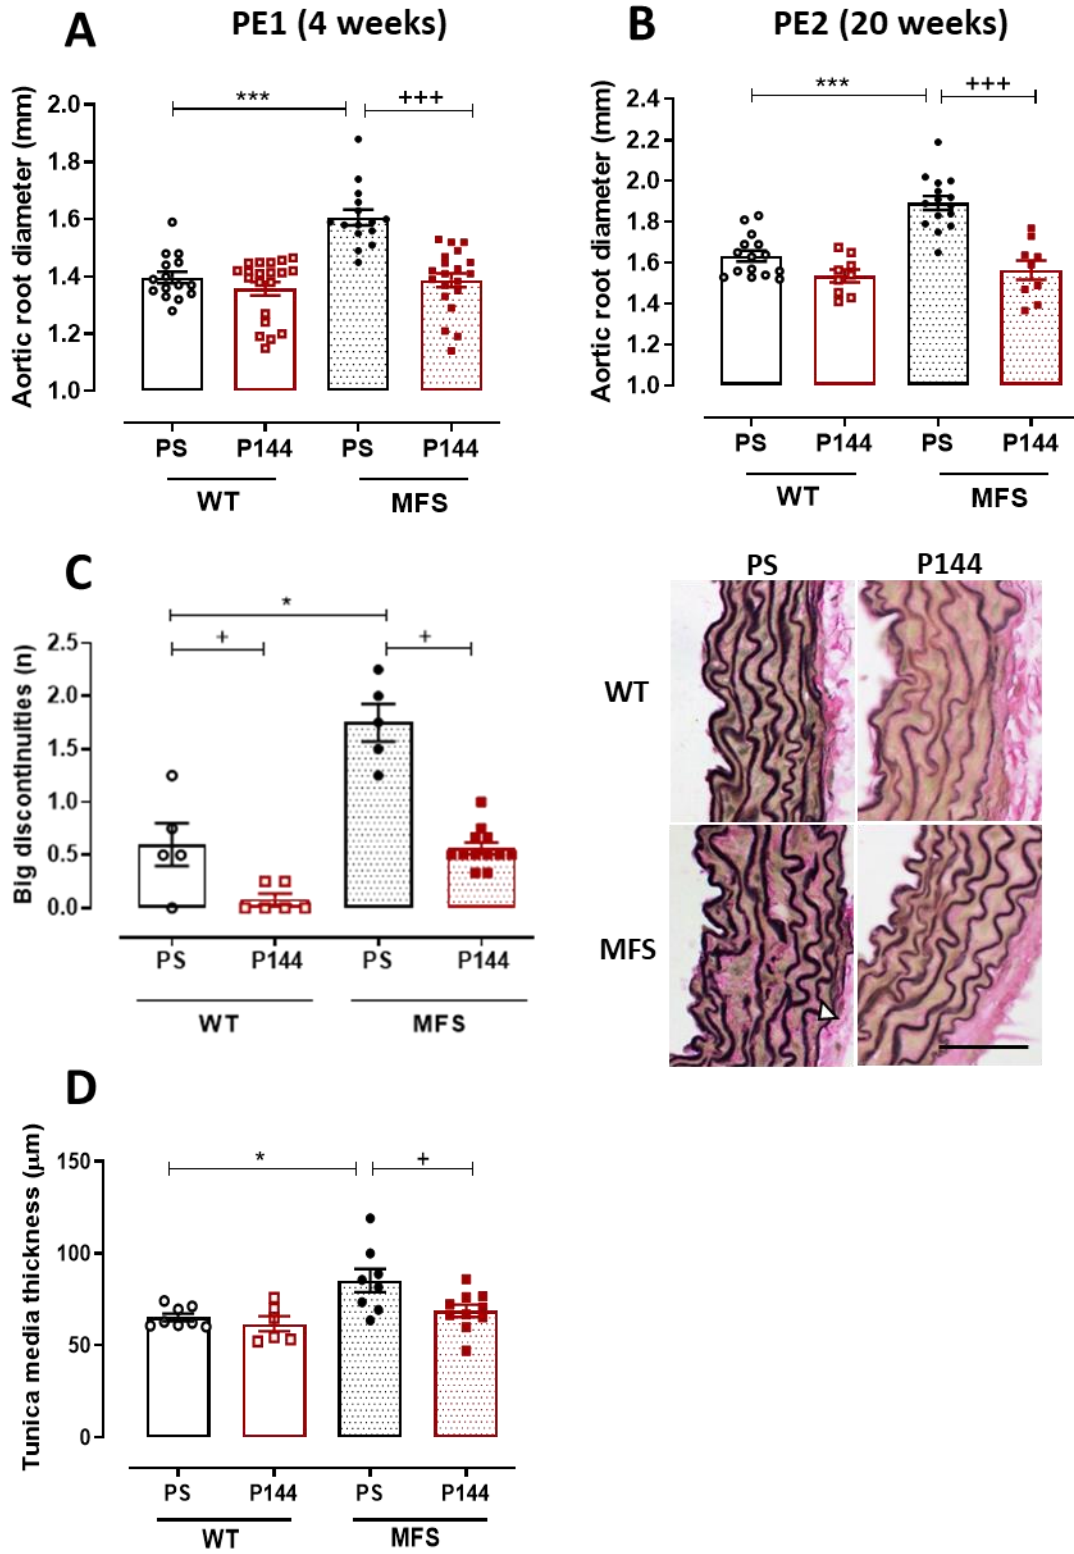 A
PE1 (4 weeks)
Aortic root diameter (mm)
2.0
1.8
1.6
1.4
1.2
1.0
***
+++
PS
P144
PS
P144
WT
MFS
B
PE2 (20 weeks)
Aortic root diameter (mm)
2.4
2.2
2.0
1.8
1.6
1.4
1.2
1.0
***
+++
PS
P144
PS
P144
WT
MFS
C
Big discontinuities (n)
2.5
2.0
1.5
1.0
0.5
0.0
*
+
+
PS
P144
PS
P144
WT
MFS
PS
P144
WT
MFS
D
Tunica media thickness (μm)
150
100
50
0
*
+
PS
P144
PS
P144
WT
MFS